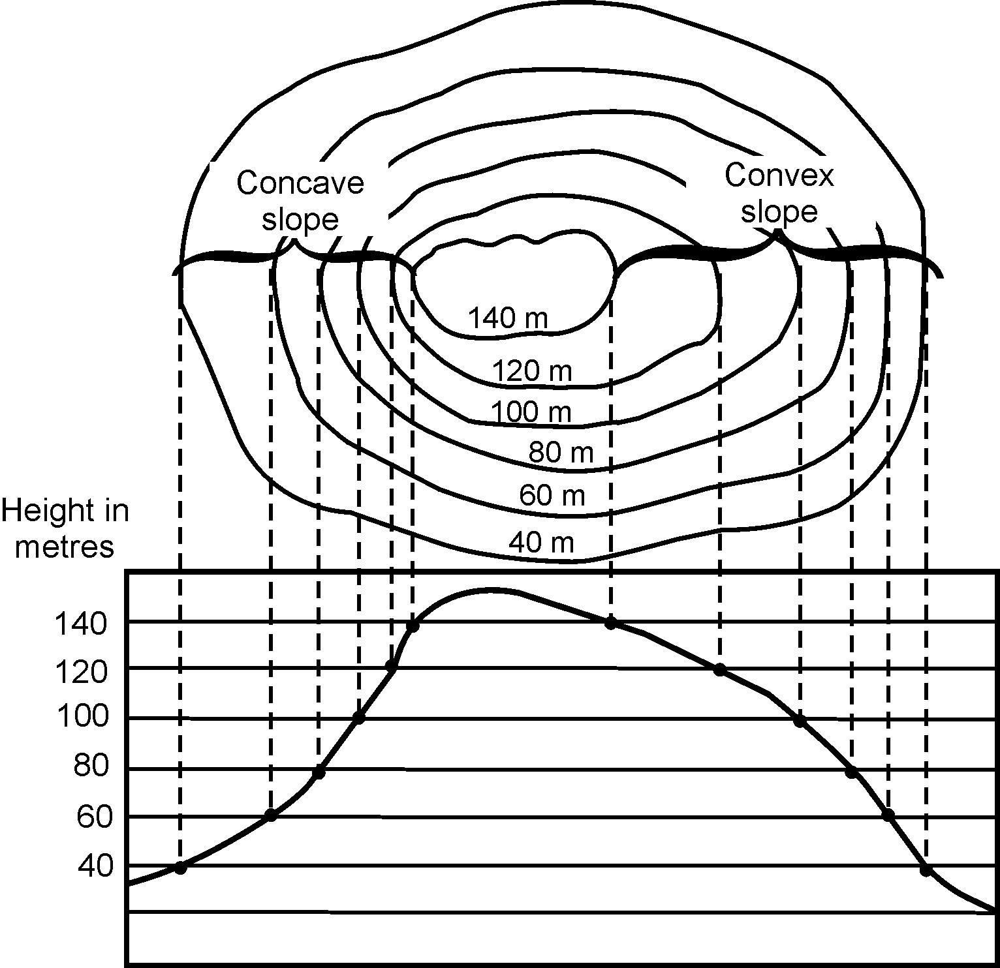 Concave
slope
Convex
slope
140 m
120 m
100 m
80 m
60 m
40 m
Height in
metres
140
120
100
80
60
40